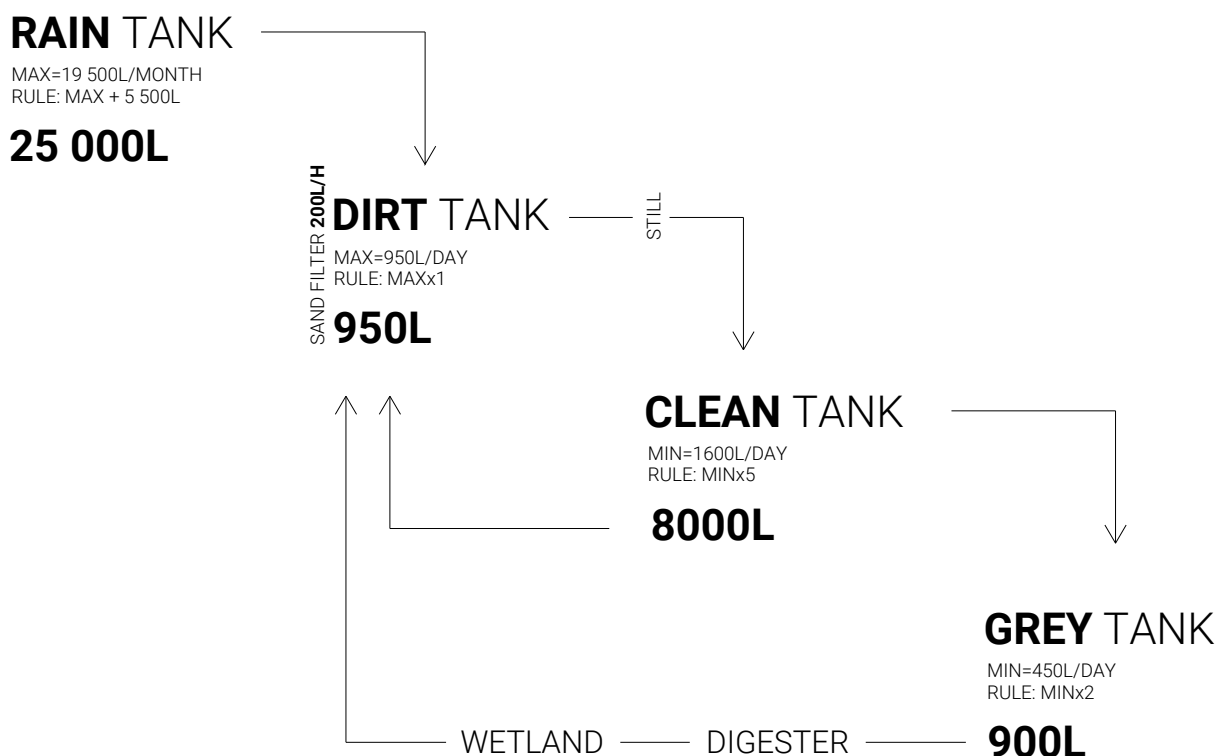 RAIN TANK
MAX=19 500L/MONTH
RULE: MAX + 5 500L
25 000L
SAND FILTER 200L/H
DIRT TANK
MAX=950L/DAY
RULE: MAXx1
950L
STILL
CLEAN TANK
MIN=1600L/DAY
RULE: MINx5
8000L
GREY TANK
MIN=450L/DAY
RULE: MINx2
900L
WETLAND
DIGESTER